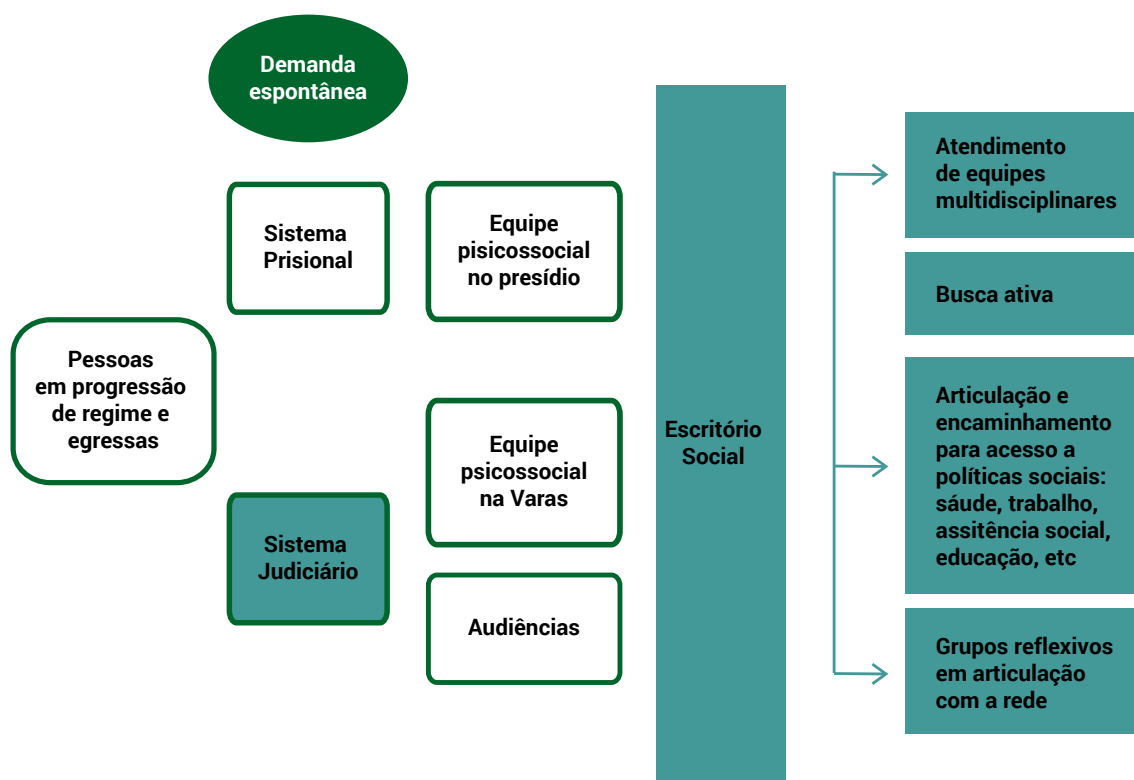 Demanda
espontânea
Sistema
Prisional
Equipe
pisicossocial
no presídio
Pessoas
em progressão
de regime e
egressas
Equipe
psicossocial
na Varas
Sistema
Judiciário
Audiências
Escritório
Social
Atendimento
de equipes
multidisciplinares
Busca ativa
Articulação e
encaminhamento
para acesso a
políticas sociais:
sáude, trabalho,
assitência social,
educação, etc
Grupos reflexivos
em articulação
com a rede